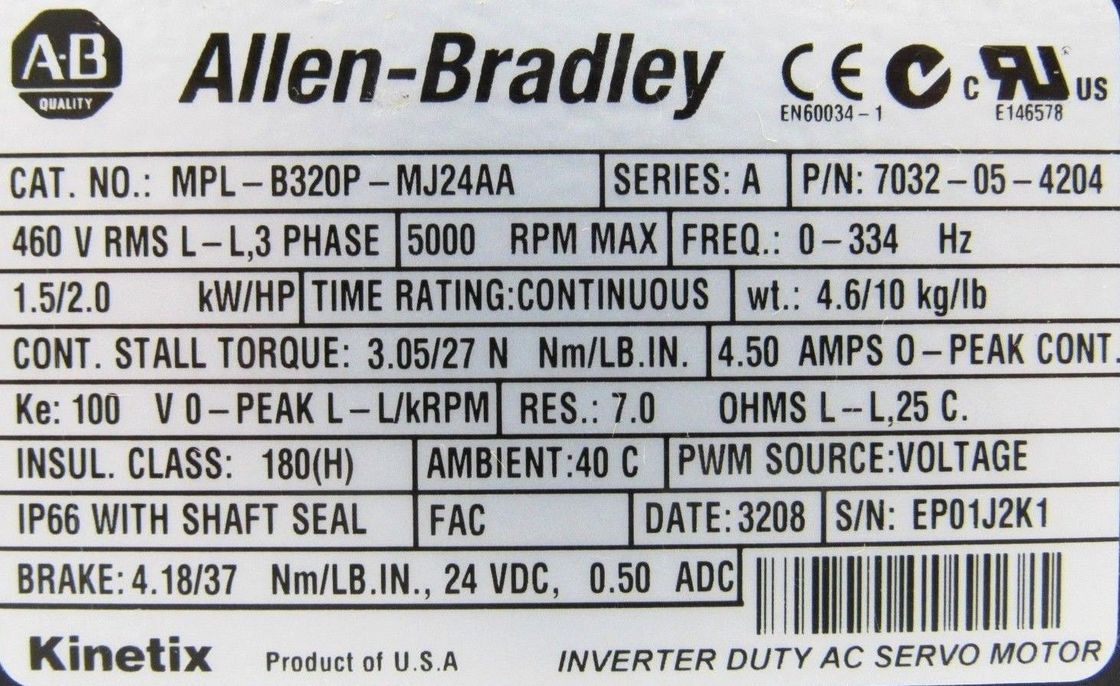 A-B Allen-Bradley CE c RU US
QUALITY EN60034-1 E146578
CAT. NO.: MPL-B320P-MJ24AA SERIES: A P/N: 7032-05-4204
460 V RMS L-L,3 PHASE 5000 RPM MAX FREQ.: 0-334 Hz
1.5/2.0 kW/HP TIME RATING:CONTINUOUS wt.: 4.6/10 kg/lb
CONT. STALL TORQUE: 3.05/27 N Nm/LB.IN. 4.50 AMPS 0-PEAK CONT.
Ke: 100 V 0-PEAK L-L/kRPM RES.: 7.0 OHMS L-L,25 C.
INSUL. CLASS: 180(H) AMBIENT:40 C PWM SOURCE:VOLTAGE
IP66 WITH SHAFT SEAL FAC DATE:3208 S/N: EP01J2K1
BRAKE: 4.18/37 Nm/LB.IN., 24 VDC, 0.50 ADC
Kinetix Product of U.S.A INVERTER DUTY AC SERVO MOTOR